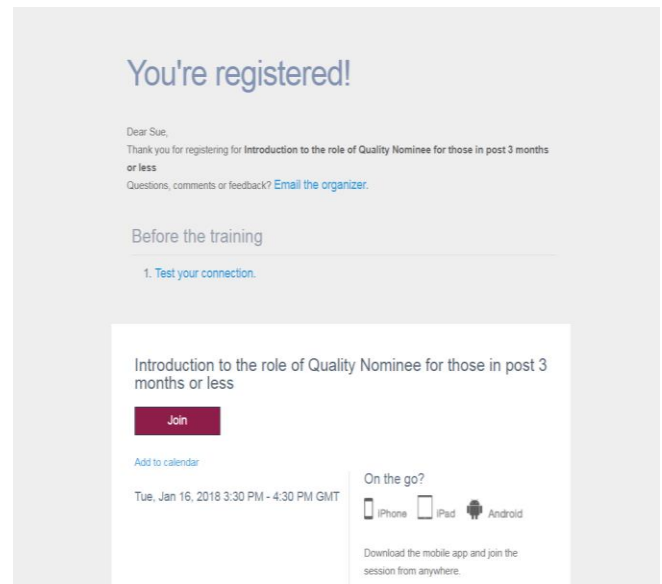 You're registered!
Dear Sue,
Thank you for registering for Introduction to the role of Quality Nominee for those in post 3 months
or less
Questions, comments or feedback? Email the organizer.
Before the training
1. Test your connection.
Introduction to the role of Quality Nominee for those in post 3
months or less
Join
Add to calendar
Tue, Jan 16, 2018 3:30 PM - 4:30 PM GMT
On the go?
iPhone iPad Android
Download the mobile app and join the
session from anywhere.